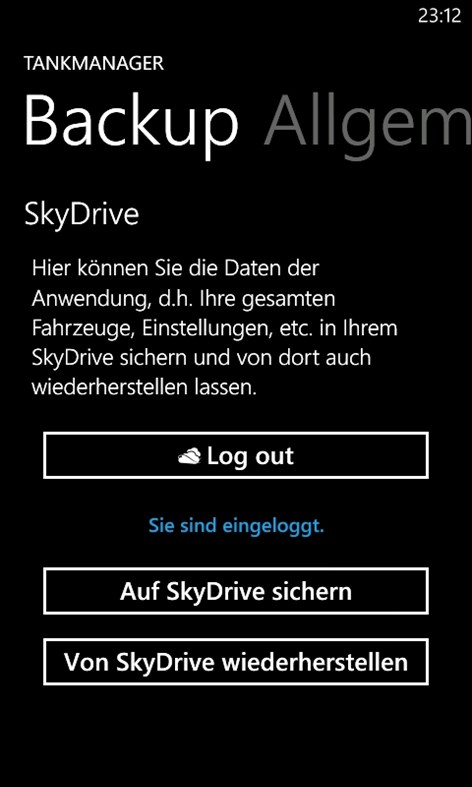 23:12
TANKMANAGER
Backup Allgem
SkyDrive
Hier können Sie die Daten der
Anwendung, d.h. Ihre gesamten
Fahrzeuge, Einstellungen, etc. in Ihrem
SkyDrive sichern und von dort auch
wiederherstellen lassen.
Log out
Sie sind eingeloggt.
Auf SkyDrive sichern
Von SkyDrive wiederherstellen